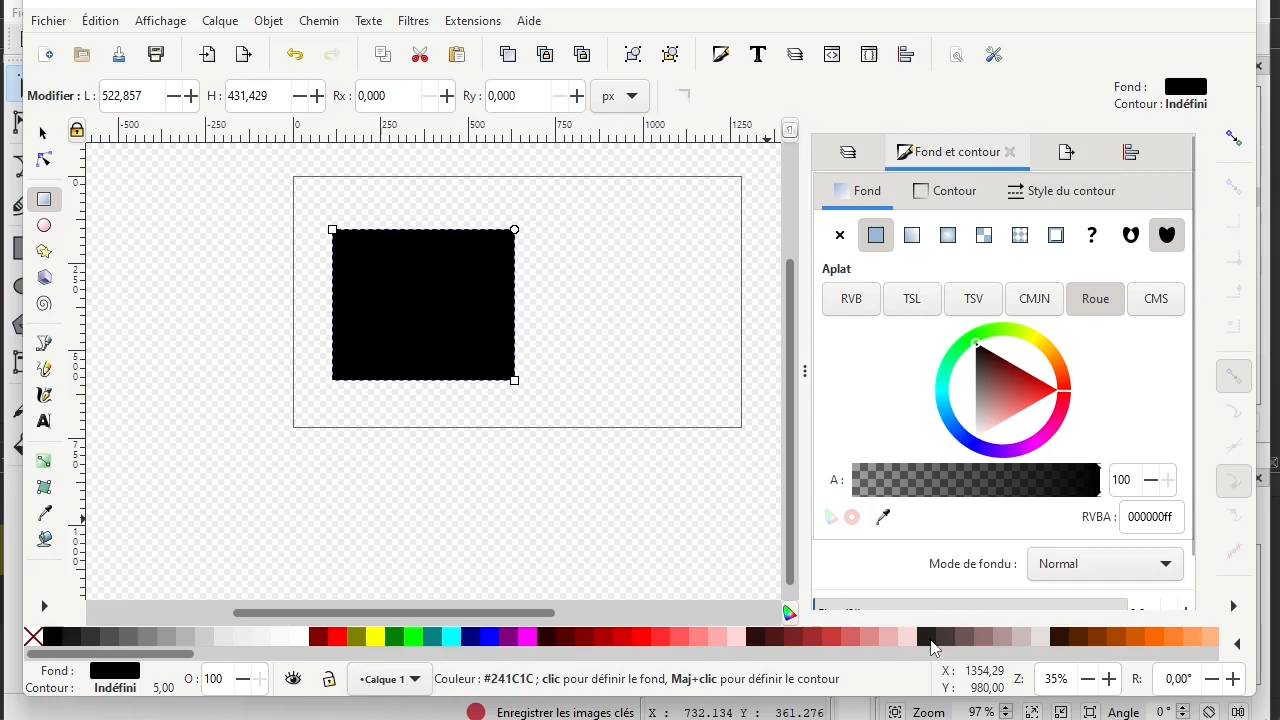 Fichier Édition Affichage Calque Objet Chemin Texte Filtres Extensions Aide
Modifier : L : 522,857 H : 431,429 Rx : 0,000 Ry : 0,000 px
Fond :
Contour : Indéfini
-500 -250 0 250 500 750 1000 1250
Fond et contour
Fond Contour Style du contour
0
250
500
750
1000
Aplat
RVB TSL TSV CMJN Roue CMS
A : 100
RVBA : 000000ff
Mode de fondu : Normal
Fond :
Contour : Indéfini 5,00
O : 100
•Calque 1
Couleur : #241C1C ; clic pour définir le fond, Maj+clic pour définir le contour
X : 1354,29
Y : 980,00
Z : 35%
R : 0,00°
Enregistrer les images clés X : 732.134 Y : 361.276 Zoom 97 % Angle 0 °